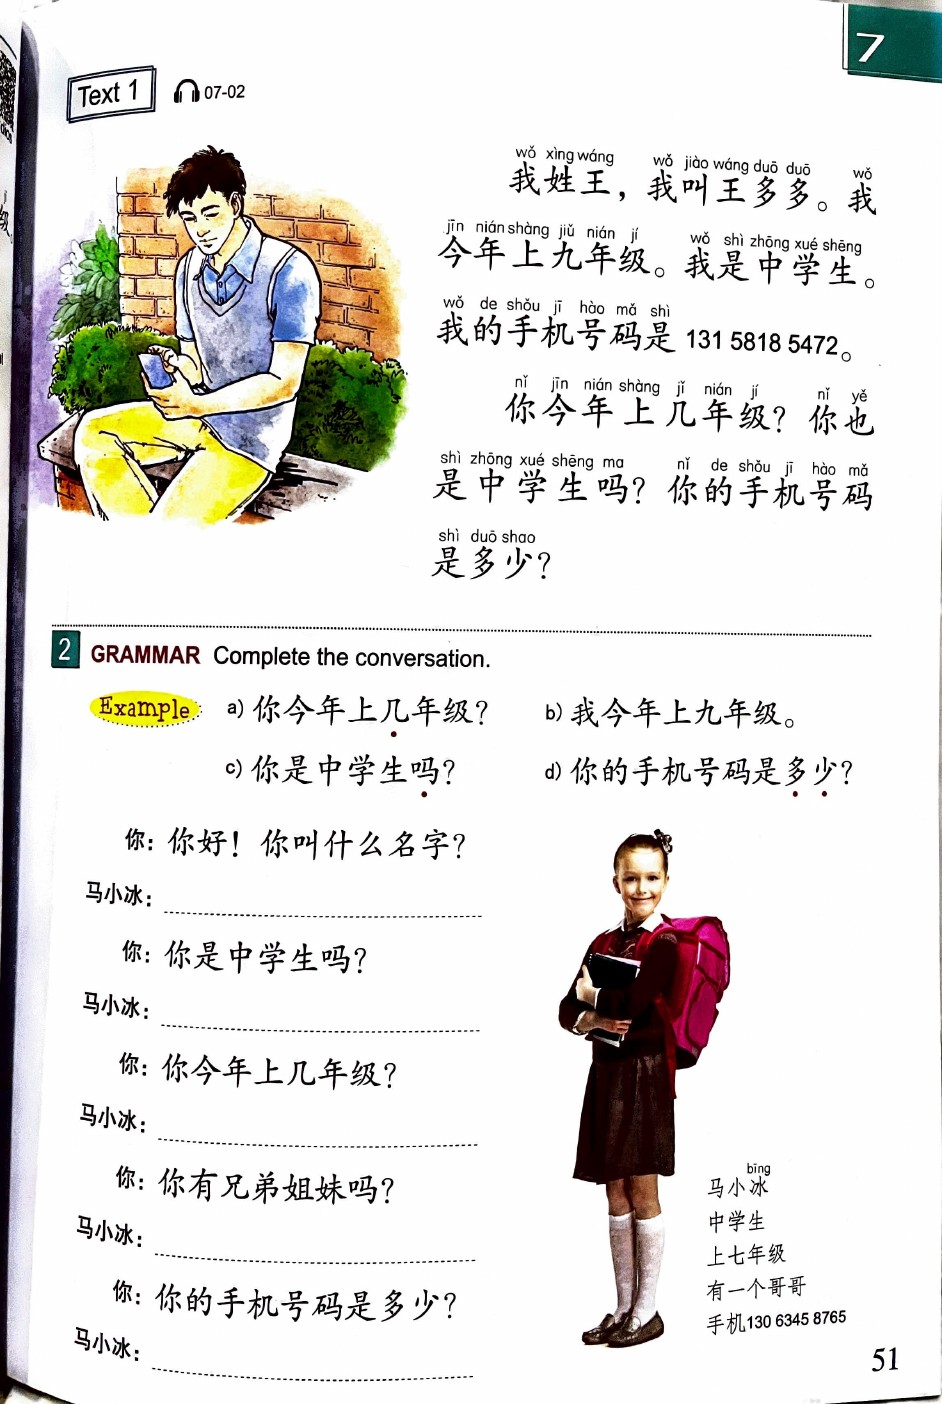 7
Text 1 07-02
wǒ xìng wáng wǒ jiào wáng duō duō wǒ
我姓王，我叫王多多。我
jīn nián shàng jiǔ nián jí wǒ shì zhōng xué shēng
今年上九年级。我是中学生。
wǒ de shǒu jī hào mǎ shì
我的手机号码是 131 5818 5472。
nǐ jīn nián shàng jǐ nián jí nǐ yě
你今年上几年级？你也
shì zhōng xué shēng ma nǐ de shǒu jī hào mǎ
是中学生吗？你的手机号码
shì duō shao
是多少？
2 GRAMMAR Complete the conversation.
Example a) 你今年上几年级？ b) 我今年上九年级。
c) 你是中学生吗？ d) 你的手机号码是多少？
你：你好！你叫什么名字？
马小冰：
你：你是中学生吗？
马小冰：
你：你今年上几年级？
马小冰：
你：你有兄弟姐妹吗？
马小冰：
你：你的手机号码是多少？
马小冰：
bīng
马小冰
中学生
上七年级
有一个哥哥
手机130 6345 8765
51